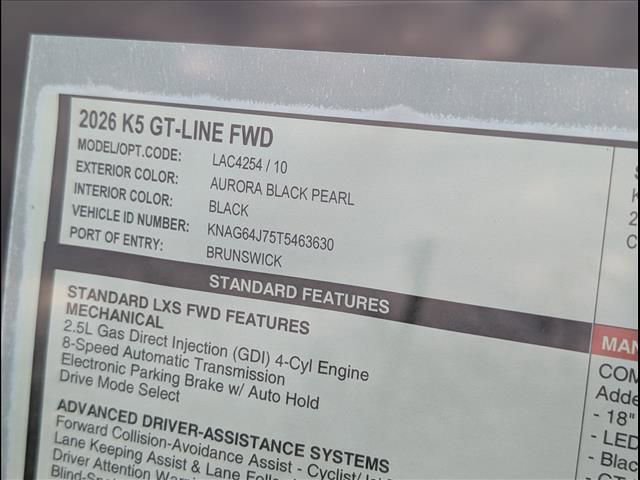 2026 K5 GT-LINE FWD
MODEL/OPT.CODE: LAC4254 / 10
EXTERIOR COLOR: AURORA BLACK PEARL
INTERIOR COLOR: BLACK
VEHICLE ID NUMBER: KNAG64J75T5463630
PORT OF ENTRY: BRUNSWICK
STANDARD FEATURES
STANDARD LXS FWD FEATURES
MECHANICAL
2.5L Gas Direct Injection (GDI) 4-Cyl Engine
8-Speed Automatic Transmission
Electronic Parking Brake w/ Auto Hold
Drive Mode Select
ADVANCED DRIVER-ASSISTANCE SYSTEMS
Forward Collision-Avoidance Assist - Cyclist/
Lane Keeping Assist & Lane
Driver Attention
MAN
COM
Adde
- 18"
- LED
- Blac